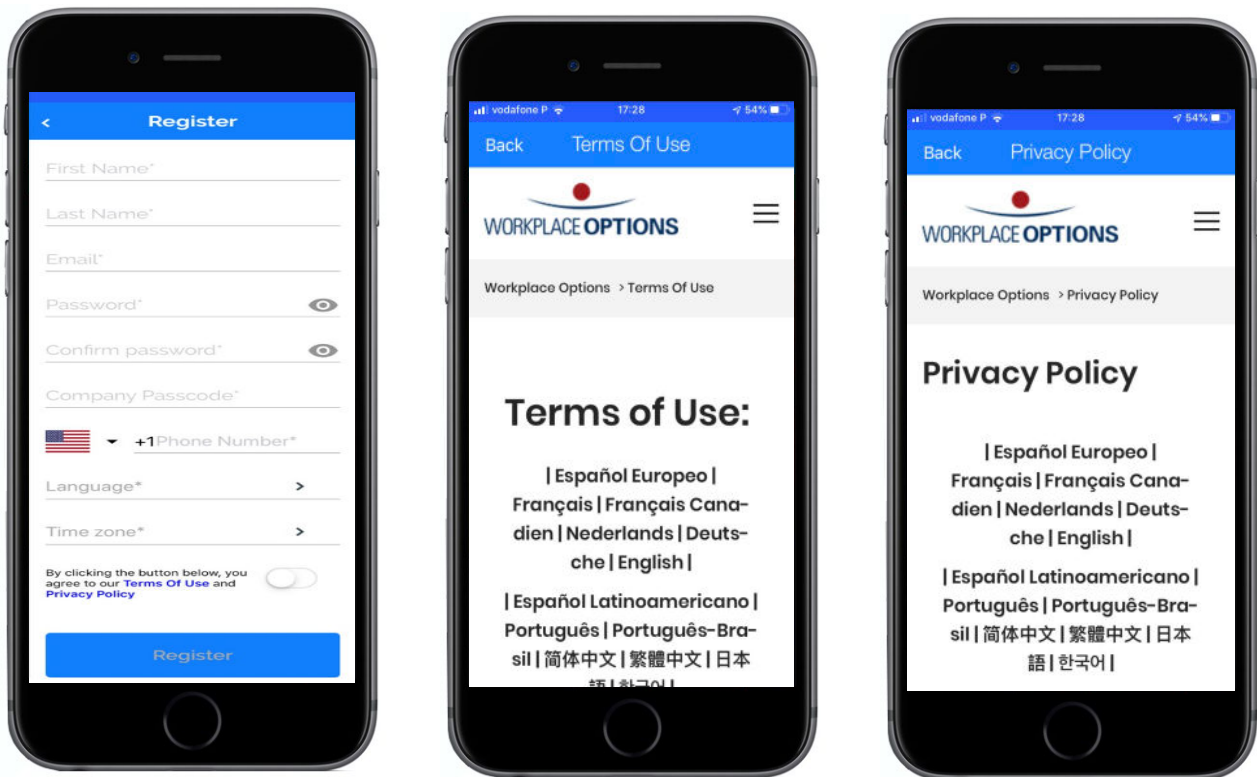 Register
First Name*
Last Name*
Email*
Password*
Confirm password*
Company Passcode*
+1Phone Number*
Language*
Time zone*
By clicking the button below, you
agree to our Terms Of Use and
Privacy Policy
Register
vodafone P 17:28 54%
Back Terms Of Use
WORKPLACE OPTIONS
Workplace Options > Terms Of Use
Terms of Use:
| Español Europeo |
Français | Français Cana-
dien | Nederlands | Deuts-
che | English |
| Español Latinoamericano |
Português | Português-Bra-
sil | 简体中文 | 繁體中文 | 日本
語 | 한국어 |
vodafone P 17:28 54%
Back Privacy Policy
WORKPLACE OPTIONS
Workplace Options > Privacy Policy
Privacy Policy
| Español Europeo |
Français | Français Cana-
dien | Nederlands | Deuts-
che | English |
| Español Latinoamericano |
Português | Português-Bra-
sil | 简体中文 | 繁體中文 | 日本
語 | 한국어 |